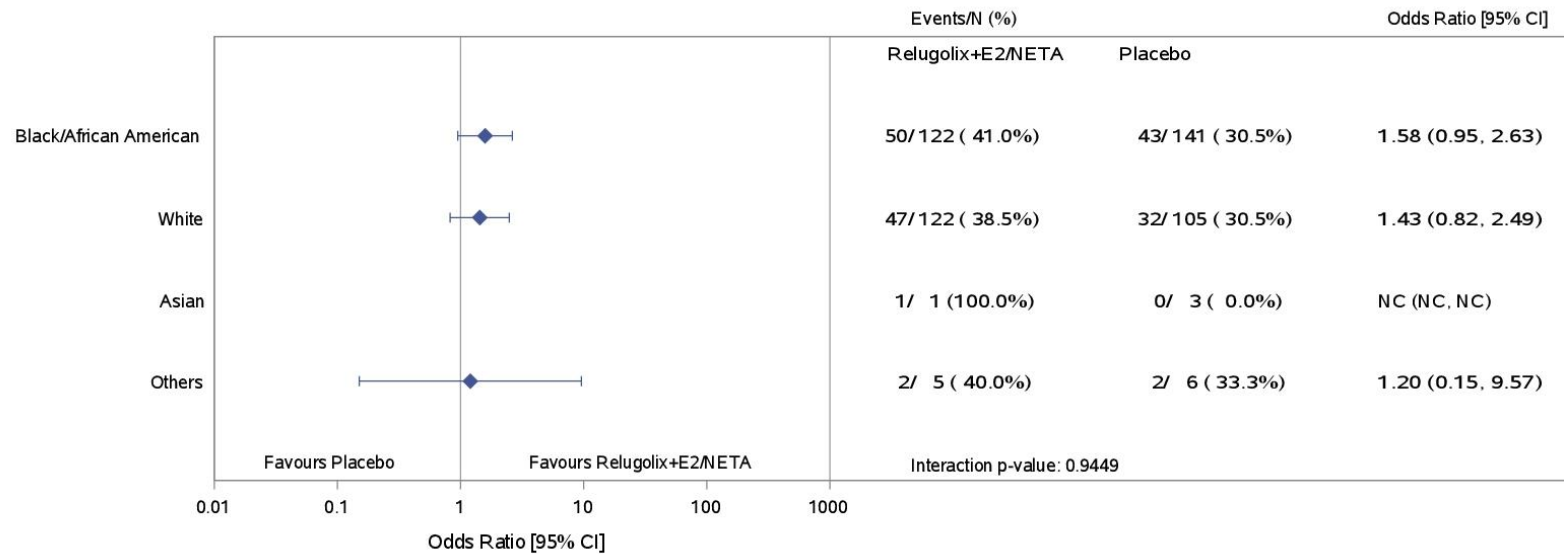 Events/N (%) Odds Ratio [95% CI]
Relugolix+E2/NETA Placebo
Black/African American 50/122 ( 41.0%) 43/141 ( 30.5%) 1.58 (0.95, 2.63)
White 47/122 ( 38.5%) 32/105 ( 30.5%) 1.43 (0.82, 2.49)
Asian 1/ 1 (100.0%) 0/ 3 ( 0.0%) NC (NC, NC)
Others 2/ 5 ( 40.0%) 2/ 6 ( 33.3%) 1.20 (0.15, 9.57)
Favours Placebo Favours Relugolix+E2/NETA Interaction p-value: 0.9449
0.01 0.1 1 10 100 1000
Odds Ratio [95% CI]